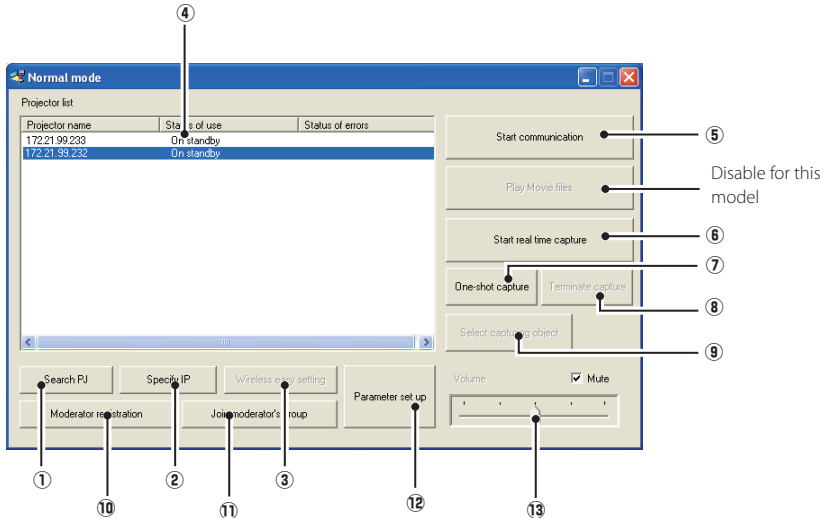 ④
Normal mode
Projector list
Projector name Status of use Status of errors
172.21.99.233 On standby
172.21.99.232 On standby
Start communication ⑤
Play Movie files
Disable for this
model
Start real time capture ⑥
⑦
One-shot capture Terminate capture
⑧
Select capturing object
⑨
Search PJ Specify IP Wireless easy setting
Volume Mute
Parameter set up
Moderator registration Join moderator's group
① ② ③
⑩ ⑪ ⑫ ⑬